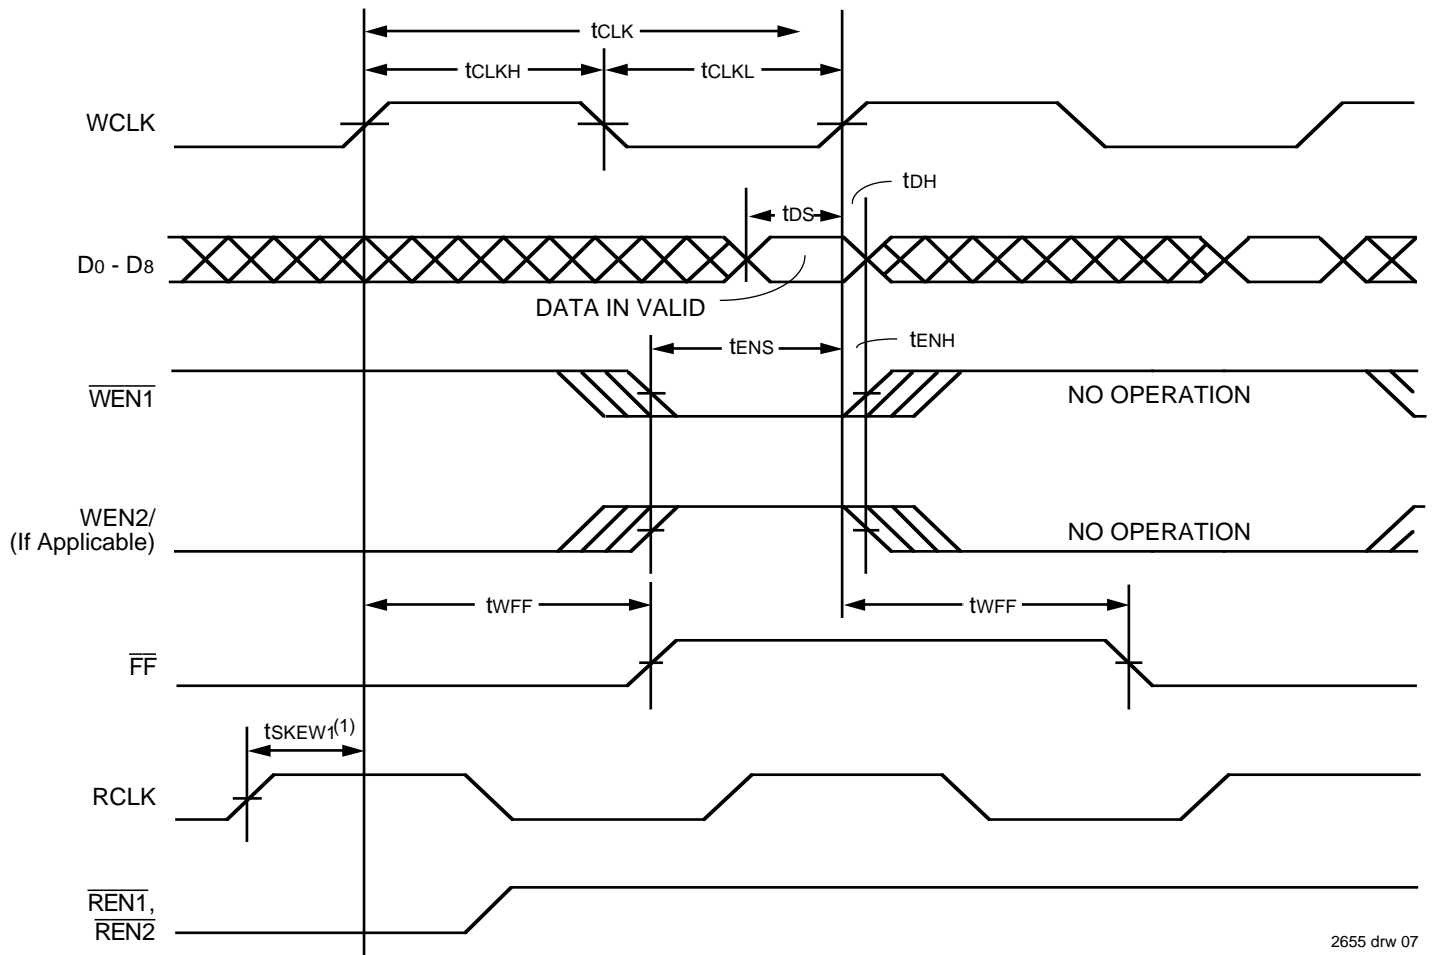 tCLK
tCLKH
tCLKL
WCLK
tDH
tDS
D0 - D8
DATA IN VALID
tENS
tENH
WEN1
NO OPERATION
WEN2/
(If Applicable)
NO OPERATION
tWFF
tWFF
FF
tSKEW1(1)
RCLK
REN1,
REN2
2655 drw 07